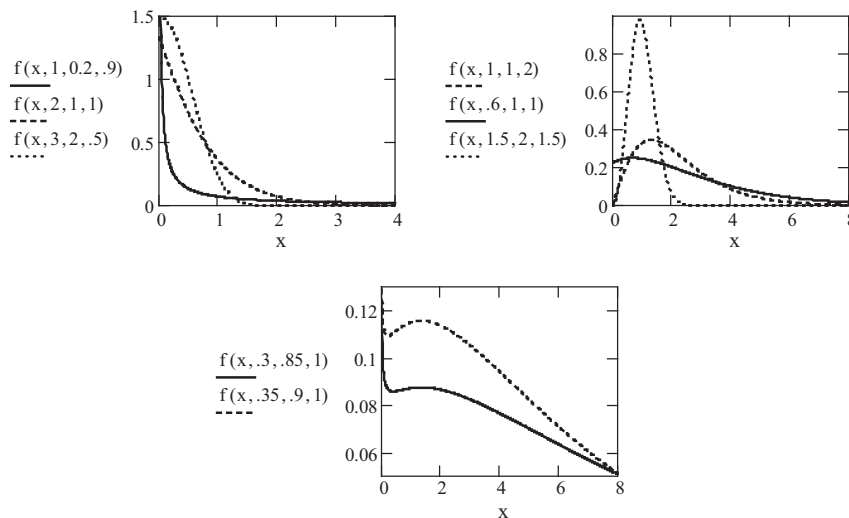 1.5
1
0.5
0
0 1 2 3 4
x
f(x,1,0.2,.9)
f(x,2,1,1)
f(x,3,2,.5)
0.8
0.6
0.4
0.2
0
0 2 4 6 8
x
f(x,1,1,2)
f(x,.6,1,1)
f(x,1.5,2,1.5)
0.12
0.1
0.08
0.06
0 2 4 6 8
x
f(x,.3,.85,1)
f(x,.35,.9,1)